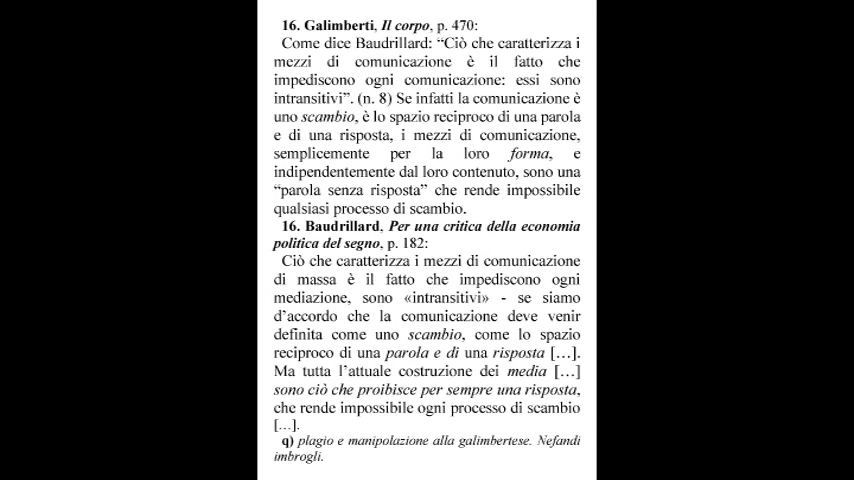 16. Galimberti, Il corpo, p. 470:
Come dice Baudrillard: “Ciò che caratterizza i
mezzi di comunicazione è il fatto che
impediscono ogni comunicazione: essi sono
intransitivi”. (n. 8) Se infatti la comunicazione è
uno scambio, è lo spazio reciproco di una parola
e di una risposta, i mezzi di comunicazione,
semplicemente per la loro forma, e
indipendentemente dal loro contenuto, sono una
“parola senza risposta” che rende impossibile
qualsiasi processo di scambio.
16. Baudrillard, Per una critica della economia
politica del segno, p. 182:
Ciò che caratterizza i mezzi di comunicazione
di massa è il fatto che impediscono ogni
mediazione, sono «intransitivi» - se siamo
d’accordo che la comunicazione deve venir
definita come uno scambio, come lo spazio
reciproco di una parola e di una risposta […].
Ma tutta l’attuale costruzione dei media […]
sono ciò che proibisce per sempre una risposta,
che rende impossibile ogni processo di scambio
[…].
q) plagio e manipolazione alla galimbertese. Nefandi
imbrogli.